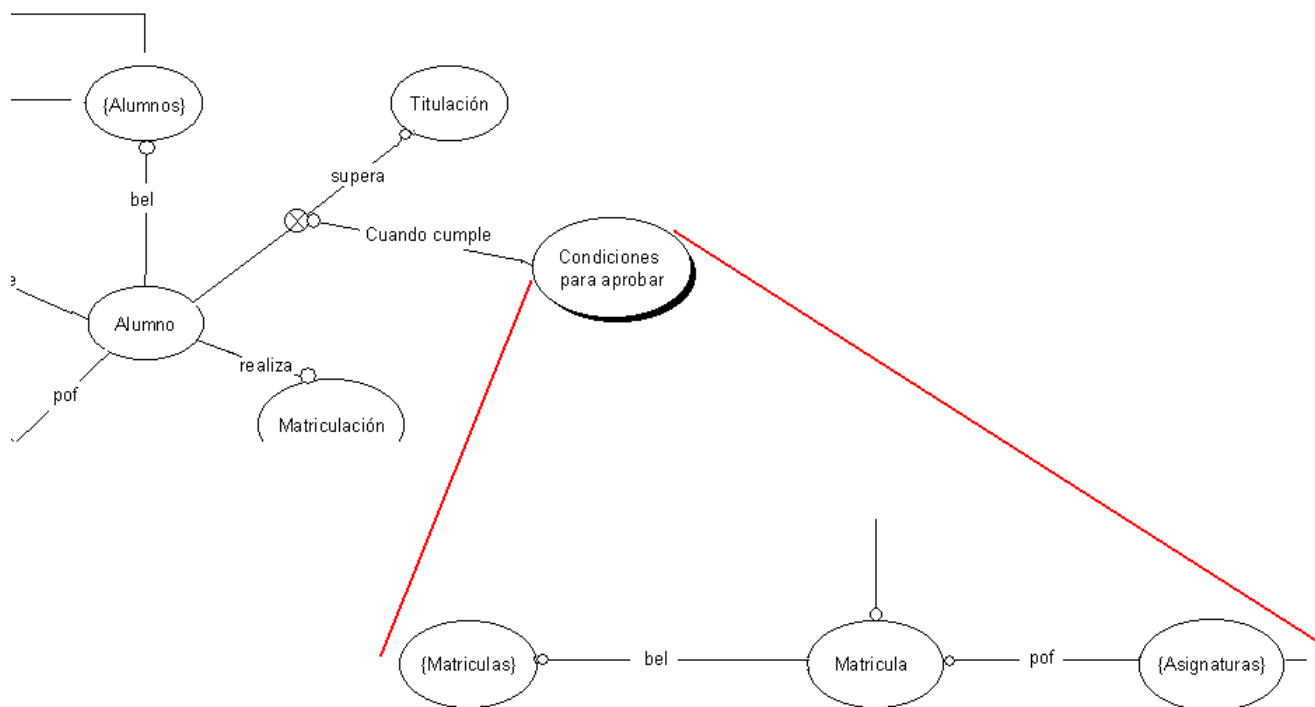 {Alumnos}
Titulación
supera
bel
Cuando cumple
Condiciones
para aprobar
e
Alumno
realiza
pof
Matriculación
{Matriculas}
bel
Matricula
pof
{Asignaturas}